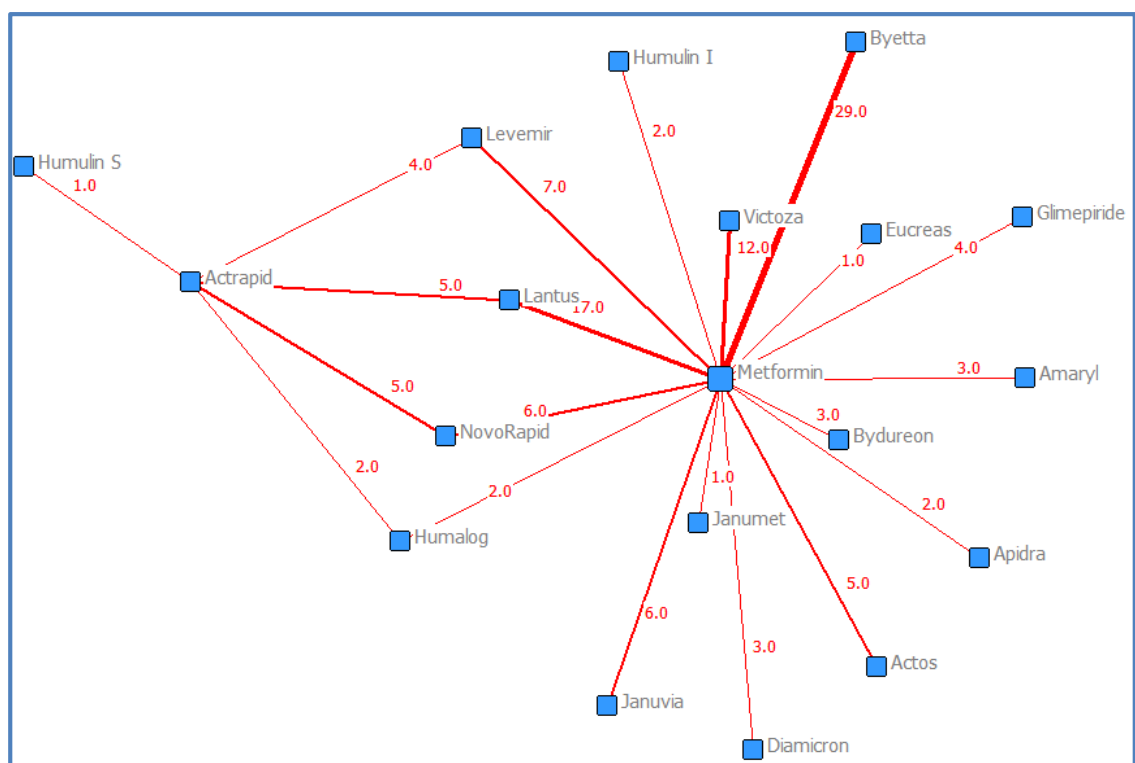 Byetta
Humulin I
29.0
2.0
Levemir
4.0
Humulin S
1.0
7.0
Victoza
Glimepiride
Eucreas
12.0
4.0
1.0
Actrapid
5.0
Lantus
17.0
Metformin
3.0
Amaryl
5.0
6.0
3.0
NovoRapid
Bydureon
2.0
2.0
1.0
2.0
Janumet
Humalog
Apidra
5.0
6.0
3.0
Actos
Januvia
Diamicron